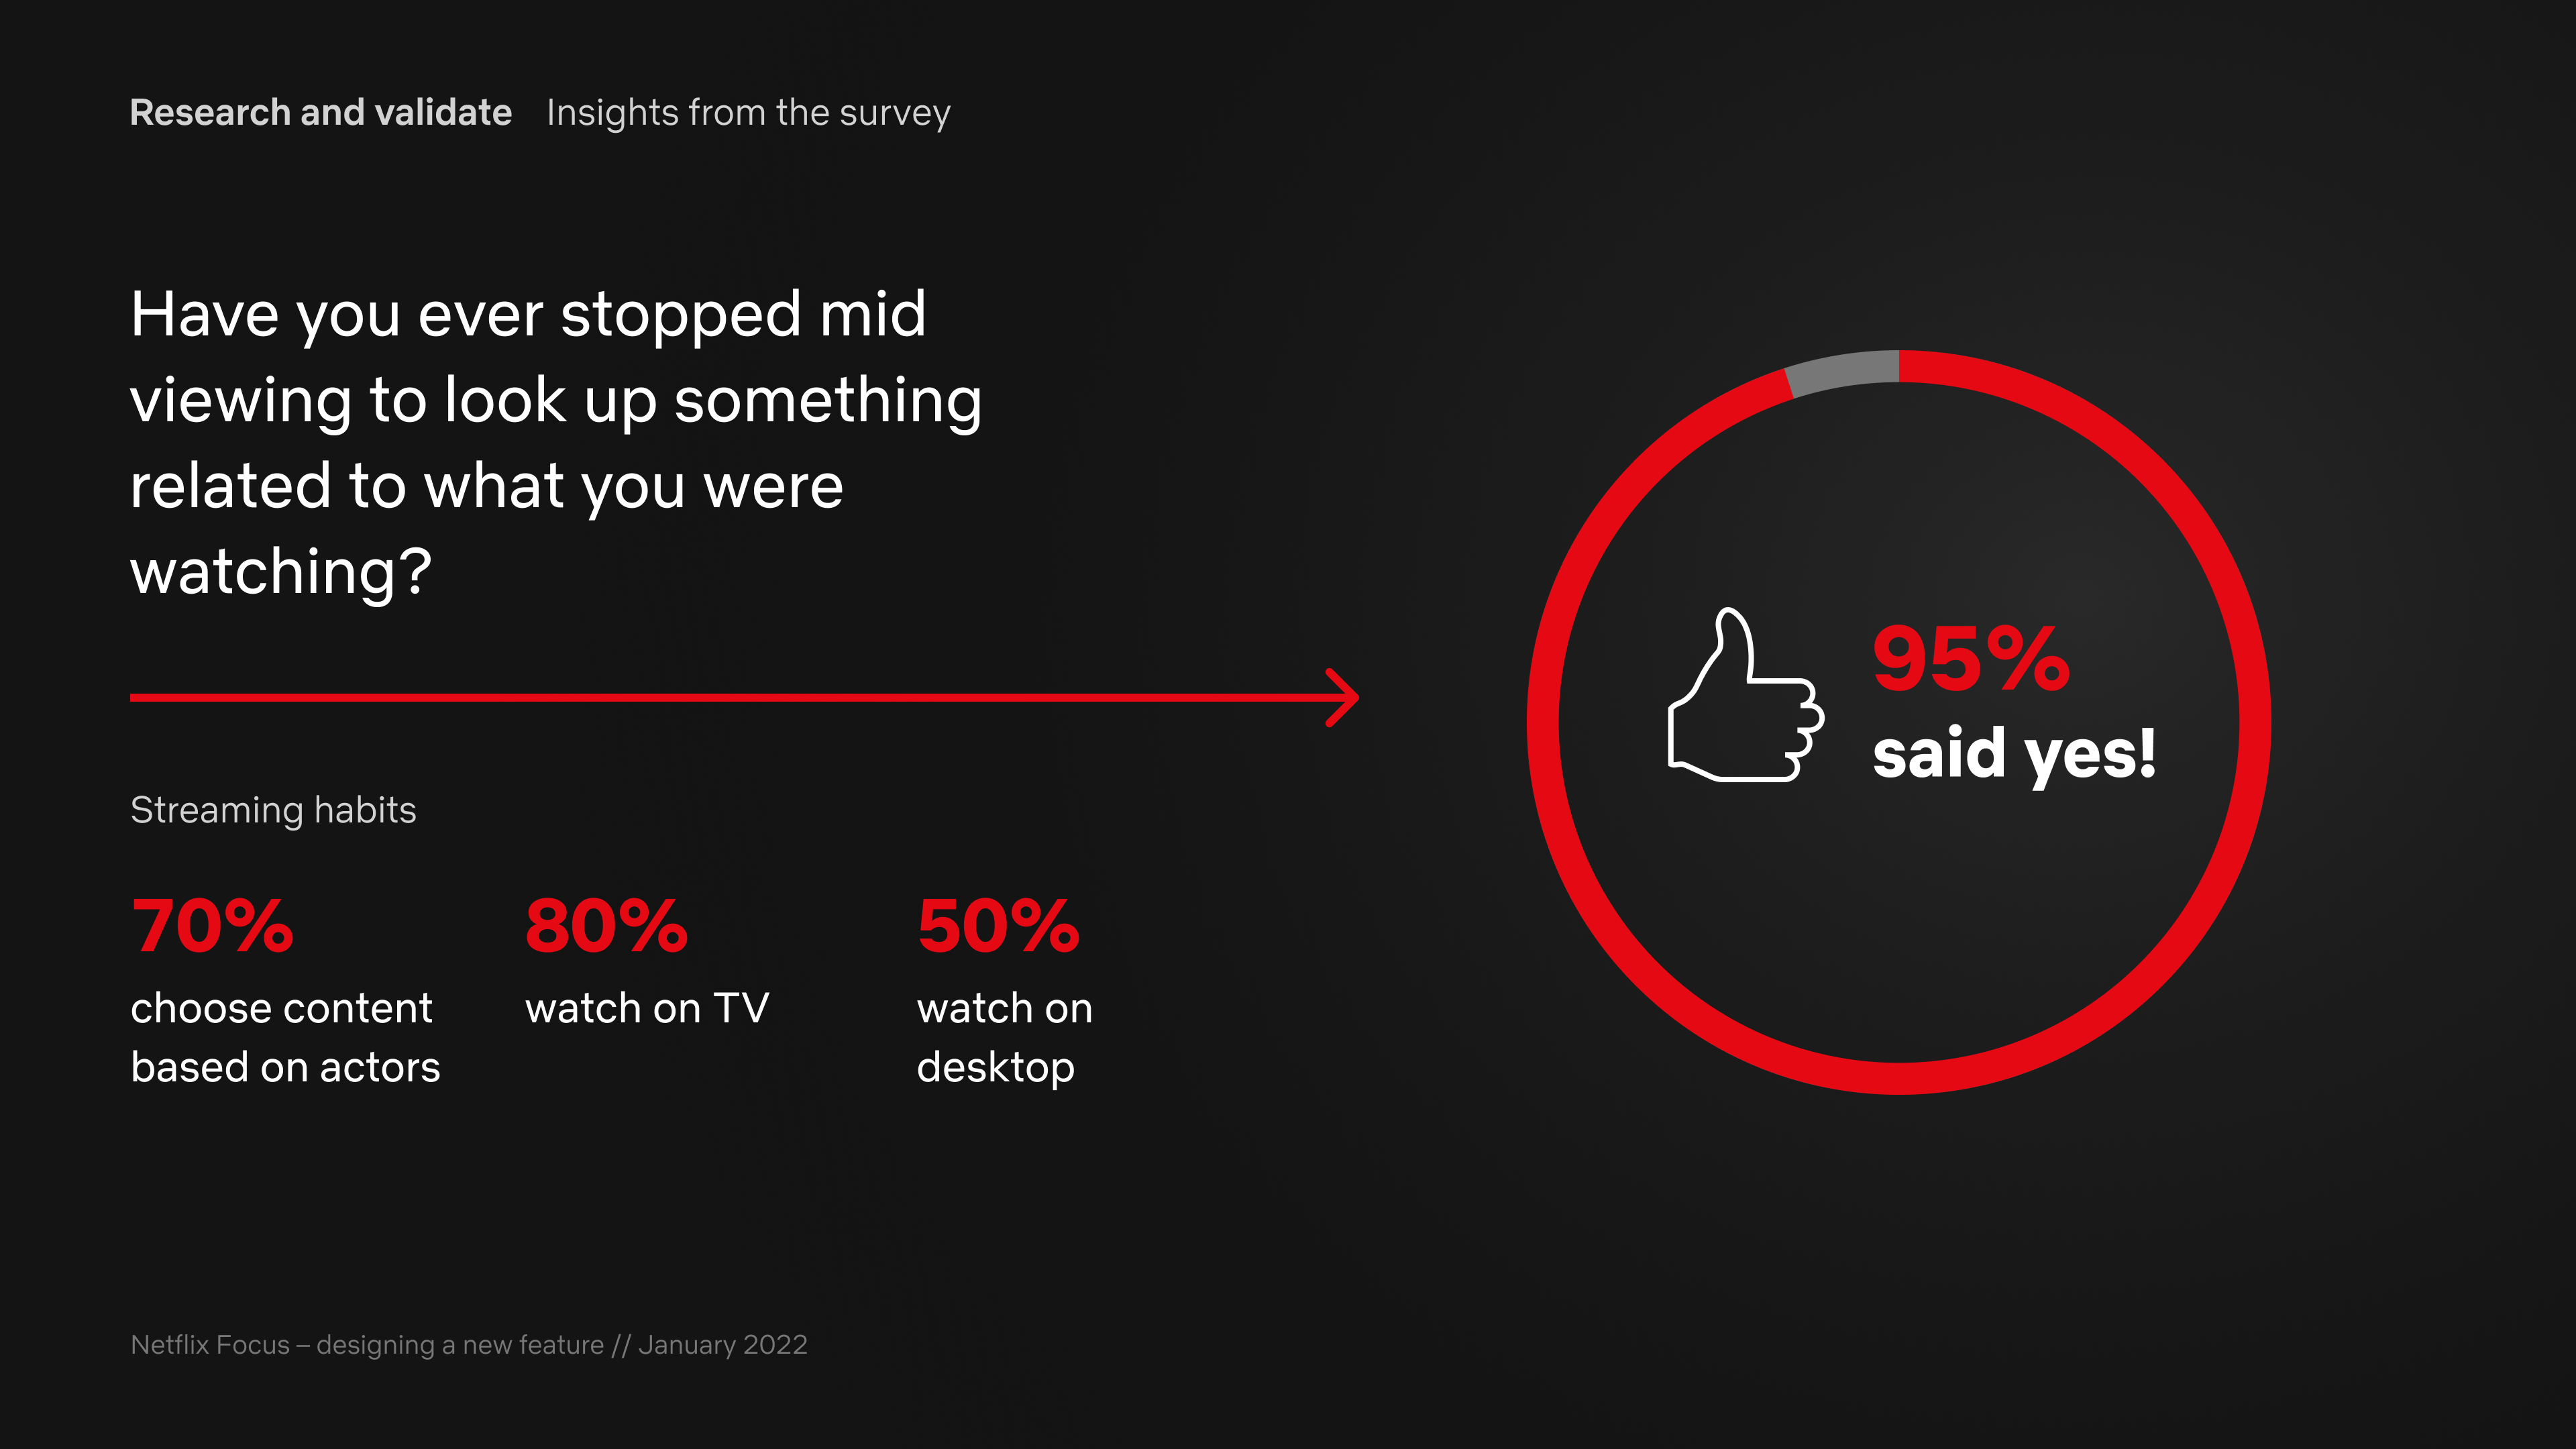 Research and validate Insights from the survey
Have you ever stopped mid
viewing to look up something
related to what you were
watching?
95%
said yes!
Streaming habits
70%
choose content
based on actors
80%
watch on TV
50%
watch on
desktop
Netflix Focus – designing a new feature // January 2022